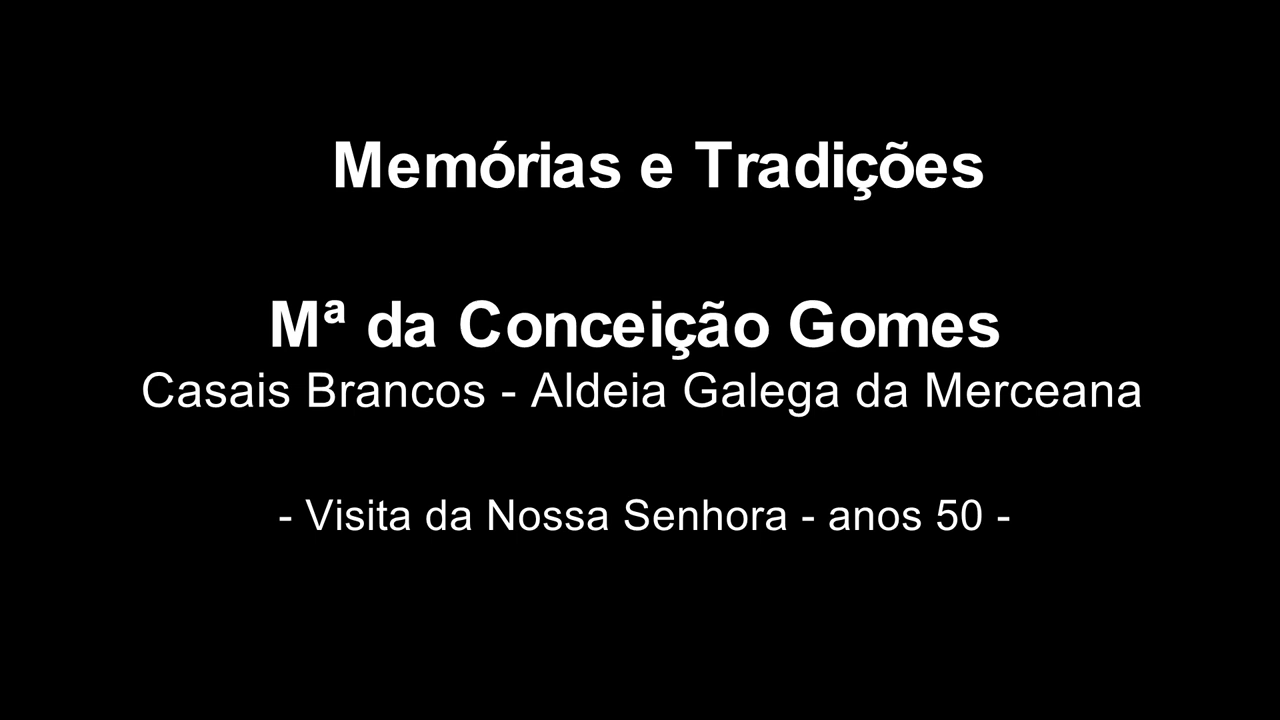 Memórias e Tradições
Mª da Conceição Gomes
Casais Brancos - Aldeia Galega da Merceana
- Visita da Nossa Senhora - anos 50 -